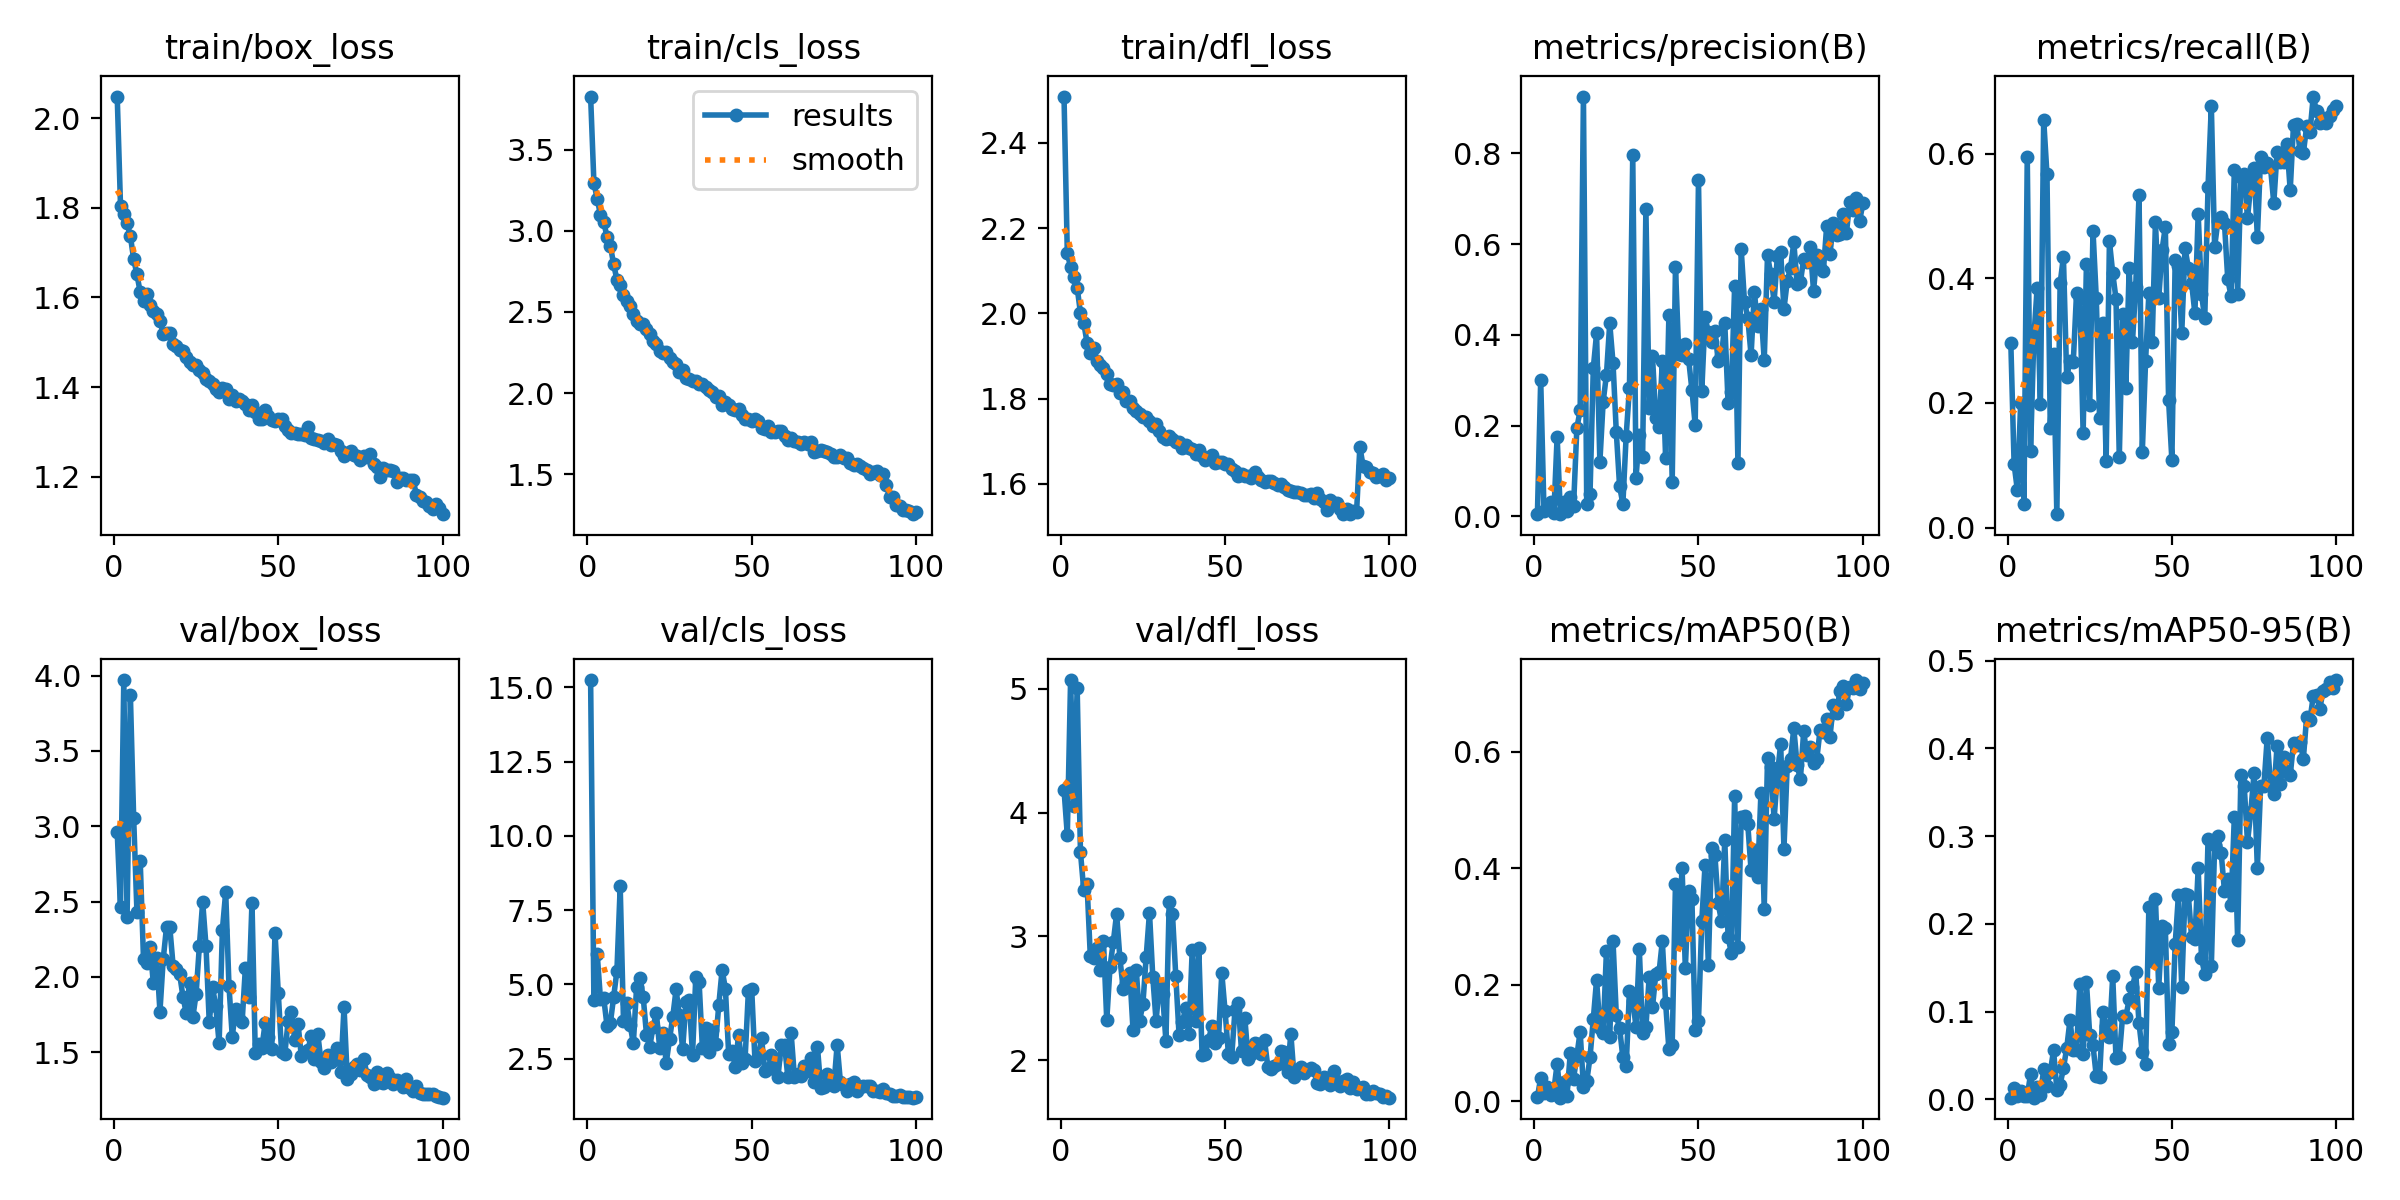 train/box_loss
2.0
1.8
1.6
1.4
1.2
0 50 100
train/cls_loss
results
smooth
3.5
3.0
2.5
2.0
1.5
0 50 100
train/dfl_loss
2.4
2.2
2.0
1.8
1.6
0 50 100
metrics/precision(B)
0.8
0.6
0.4
0.2
0.0
0 50 100
metrics/recall(B)
0.6
0.4
0.2
0.0
0 50 100
val/box_loss
4.0
3.5
3.0
2.5
2.0
1.5
0 50 100
val/cls_loss
15.0
12.5
10.0
7.5
5.0
2.5
0 50 100
val/dfl_loss
5
4
3
2
0 50 100
metrics/mAP50(B)
0.6
0.4
0.2
0.0
0 50 100
metrics/mAP50-95(B)
0.5
0.4
0.3
0.2
0.1
0.0
0 50 100